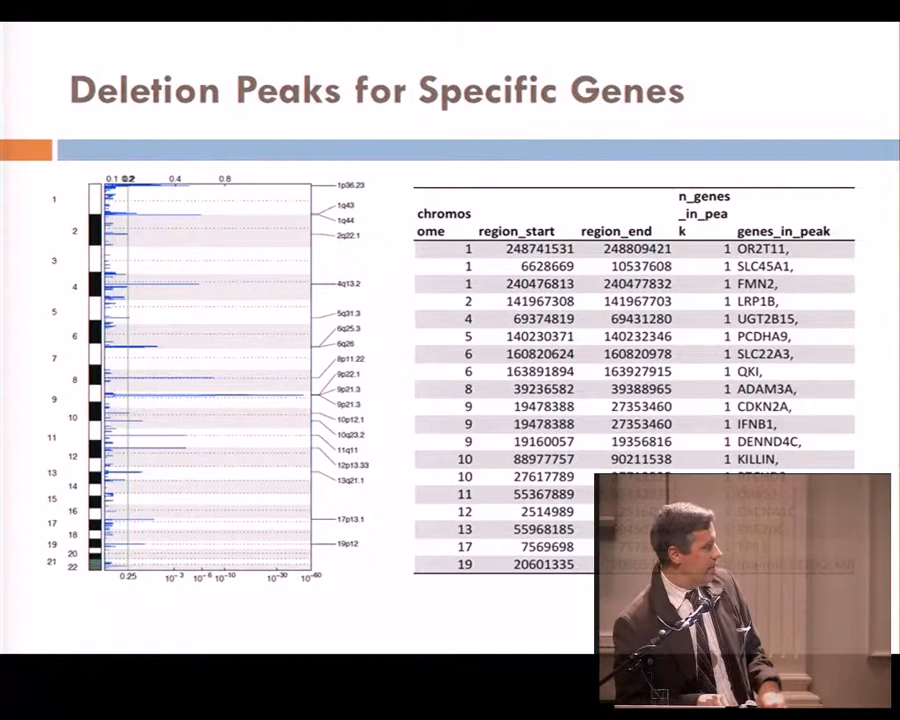 Deletion Peaks for Specific Genes
0.1 0.2 0.4 0.8
1
2
3
4
5
6
7
8
9
10
11
12
13
14
15
16
17
18
19
20
21
22
1p36.23
1q43
1q44
2q22.1
4q13.2
5q31.3
6q25.3
6q26
8p11.22
9p22.1
9p21.3
9p21.3
10p12.1
10q23.2
11q11
12p13.33
13q21.1
17p13.1
19p12
0.25 10⁻³ 10⁻⁶ 10⁻¹⁰ 10⁻³⁰ 10⁻⁶⁰
n_genes
chromos _in_pea
ome region_start region_end k genes_in_peak
1 248741531 248809421 1 OR2T11,
1 6628669 10537608 1 SLC45A1,
1 240476813 240477832 1 FMN2,
2 141967308 141967703 1 LRP1B,
4 69374819 69431280 1 UGT2B15,
5 140230371 140232346 1 PCDHA9,
6 160820624 160820978 1 SLC22A3,
6 163891894 163927915 1 QKI,
8 39236582 39388965 1 ADAM3A,
9 19478388 27353460 1 CDKN2A,
9 19478388 27353460 1 IFNB1,
9 19160057 19356816 1 DENND4C,
10 88977757 90211538 1 KILLIN,
10 27617789
11 55367889
12 2514989
13 55968185
17 7569698
19 20601335